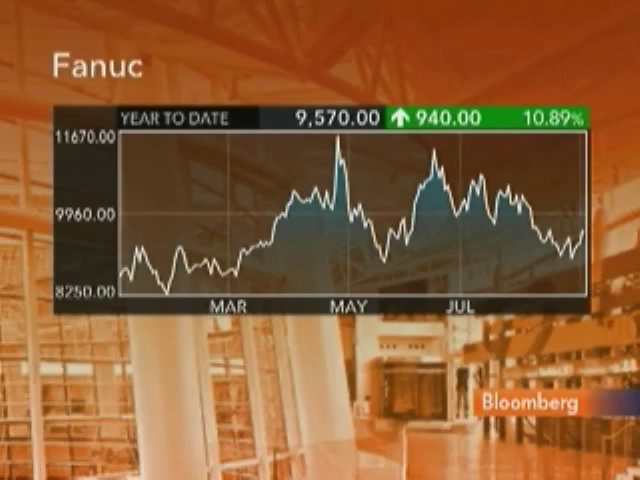 Fanuc
YEAR TO DATE 9,570.00 940.00 10.89%
11670.00
9960.00
8250.00
MAR MAY JUL
Bloomberg